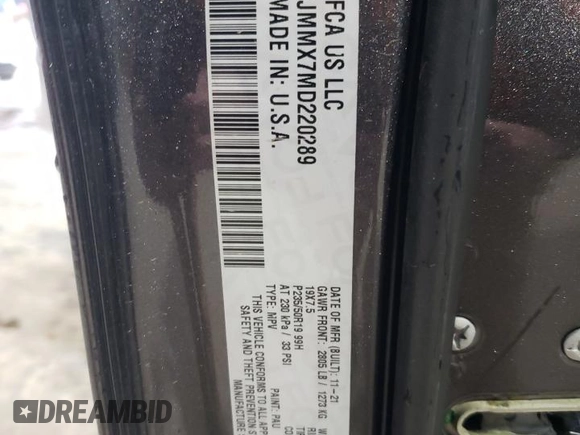 FCA US LLC
JMMX7MD220289
MADE IN: U.S.A.
DATE OF MFR (BUILT): 11-21
GAWR FRONT: 2805 LB / 1273 KG
19X7.5
P235/50R19 99H
AT 230 kPa / 33 PSI
TYPE: MPV
PAINT: PAU
THIS VEHICLE CONFORMS TO ALL APP
SAFETY AND THEFT PREVENTION S
MANUFACTURE
DREAMBID